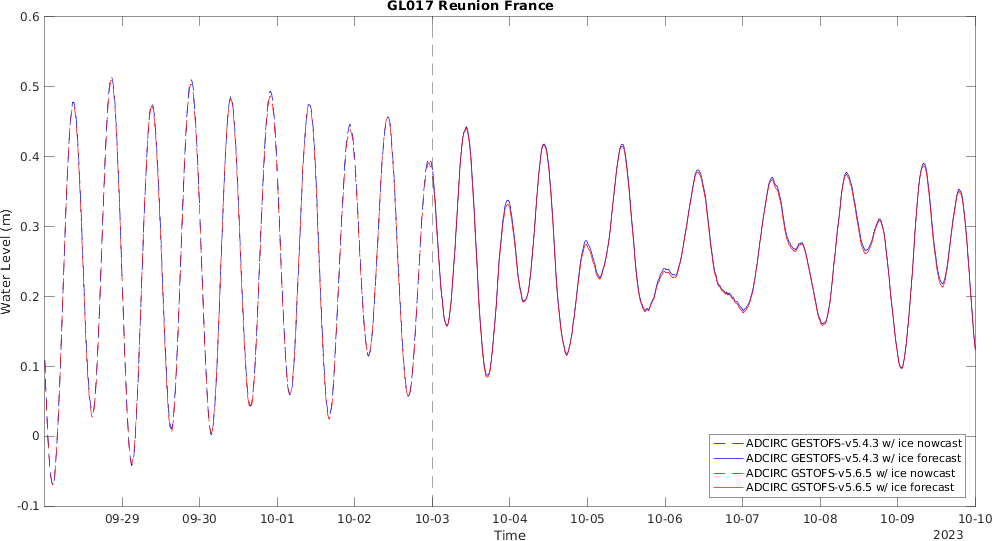 GL017 Reunion France
0.6
0.5
0.4
0.3
0.2
0.1
0
-0.1
Water Level (m)
ADCIRC GESTOFS-v5.4.3 w/ ice nowcast
ADCIRC GESTOFS-v5.4.3 w/ ice forecast
ADCIRC GSTOFS-v5.6.5 w/ ice nowcast
ADCIRC GSTOFS-v5.6.5 w/ ice forecast
09-29 09-30 10-01 10-02 10-03 10-04 10-05 10-06 10-07 10-08 10-09 10-10
Time 2023